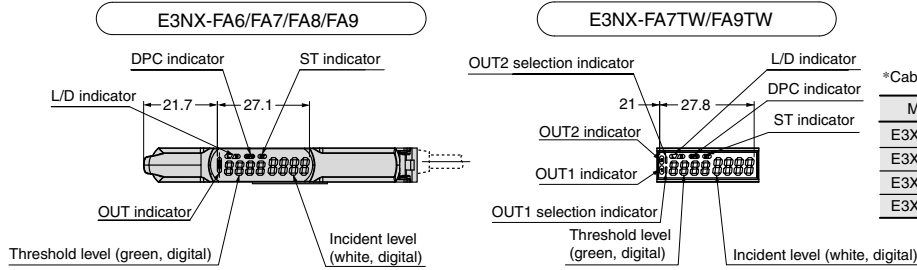 E3NX-FA6/FA7/FA8/FA9
DPC indicator
ST indicator
L/D indicator
21.7
27.1
OUT indicator
Threshold level (green, digital)
Incident level
(white, digital)
E3NX-FA7TW/FA9TW
OUT2 selection indicator
L/D indicator
DPC indicator
21
27.8
ST indicator
OUT2 indicator
OUT1 indicator
OUT1 selection indicator
Threshold level
(green, digital)
Incident level (white, digital)
*Cab
M
E3X
E3X
E3X
E3X